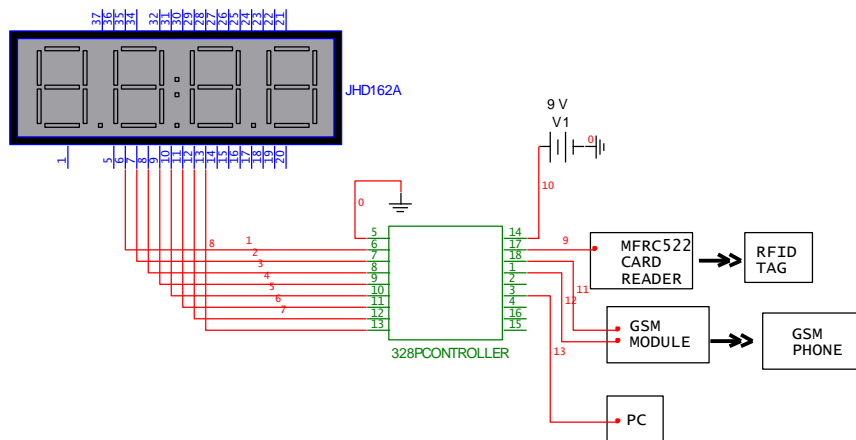 37 36 35 34 32 31 30 29 28 27 26 25 24 23 22 21
JHD162A
1 5 6 7 8 9 10 11 12 13 14 15 16 17 18 19 20
9 V
V1
0
10
0
5 14
6 17
7 18
8 1
9 2
10 3
11 4
12 16
13 15
328PCONTROLLER
8 1
2
3
4
5
6
7
9
11
12
13
MFRC522
CARD
READER
RFID
TAG
GSM
MODULE
GSM
PHONE
PC